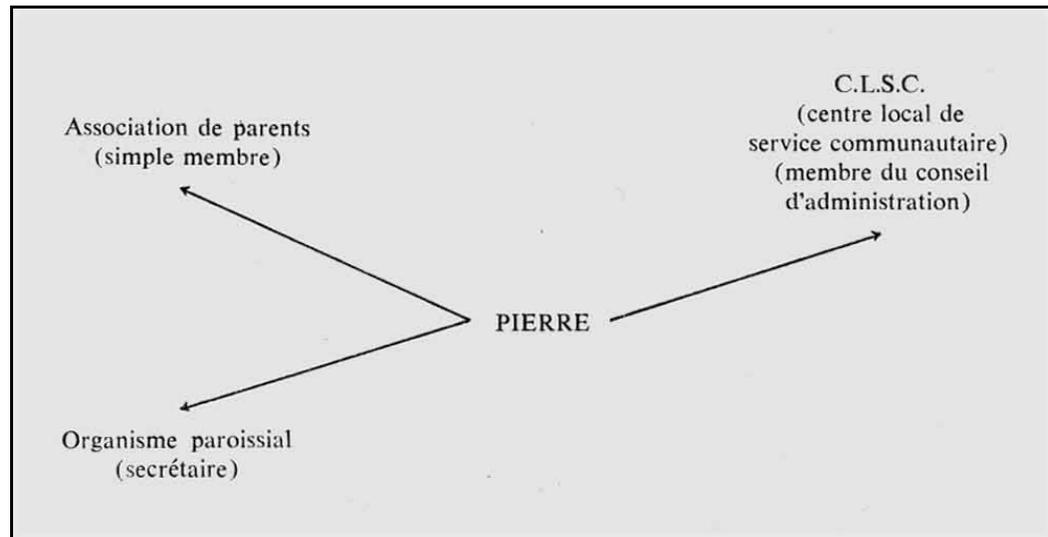 Association de parents
(simple membre)
C.L.S.C.
(centre local de
service communautaire)
(membre du conseil
d'administration)
PIERRE
Organisme paroissial
(secrétaire)